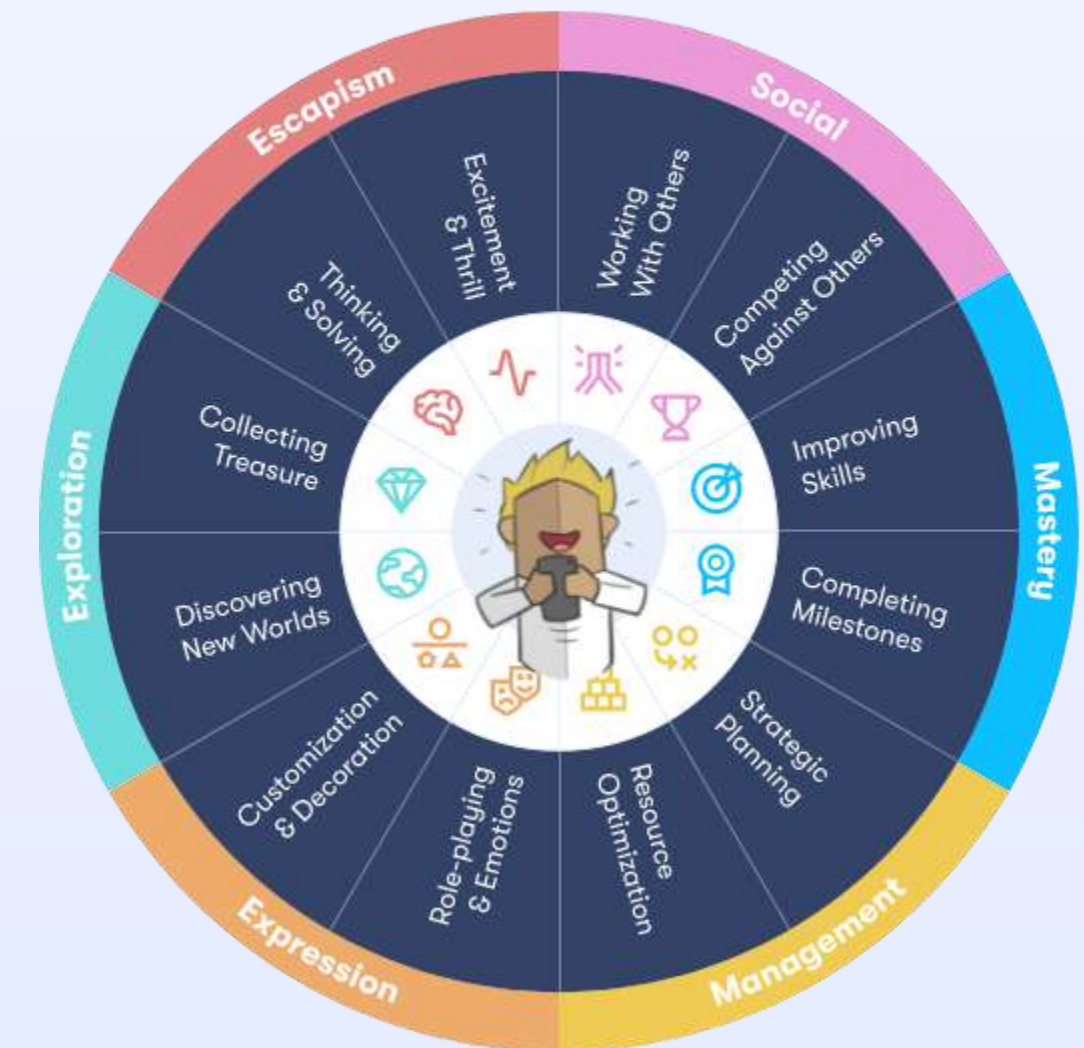 Escapism
Social
Mastery
Management
Expression
Exploration
Excitement
& Thrill
Working
With Others
Competing
Against Others
Improving
Skills
Completing
Milestones
Strategic
Planning
Resource
Optimization
Role-playing
& Emotions
Customization
& Decoration
Discovering
New Worlds
Collecting
Treasure
Thinking
& Solving